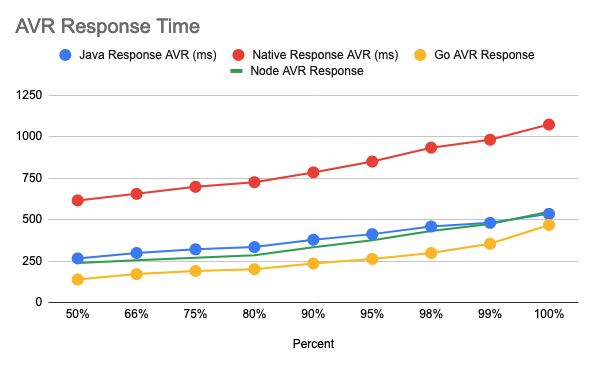 AVR Response Time
Java Response AVR (ms) Native Response AVR (ms) Go AVR Response
Node AVR Response
1250
1000
750
500
250
0
50% 66% 75% 80% 90% 95% 98% 99% 100%
Percent